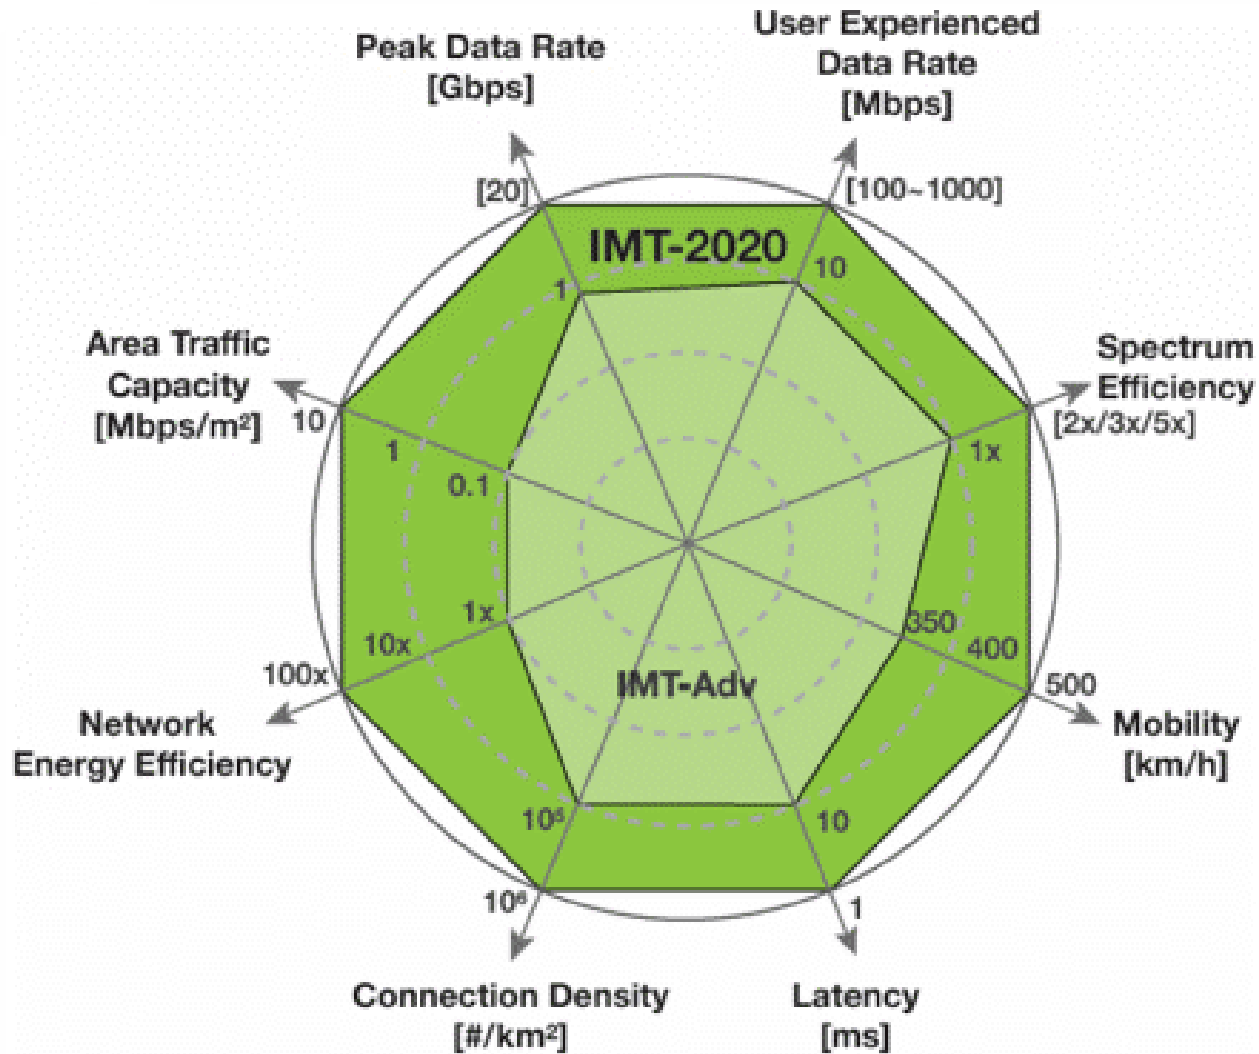 Peak Data Rate
[Gbps]
User Experienced
Data Rate
[Mbps]
[20]
[100~1000]
IMT-2020
1
10
Area Traffic
Capacity
[Mbps/m²]
Spectrum
Efficiency
[2x/3x/5x]
10
1
0.1
1x
1x
10x
100x
350
400
500
Network
Energy Efficiency
IMT-Adv
Mobility
[km/h]
10⁵
10
10⁶
1
Connection Density
[#/km²]
Latency
[ms]